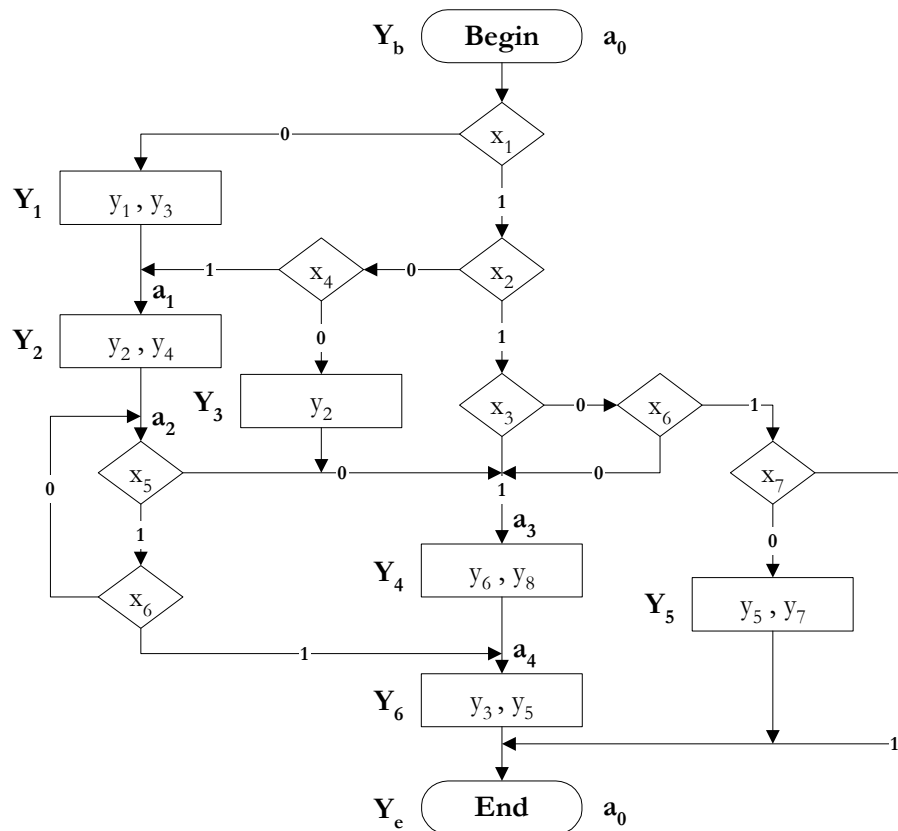 Y_b Begin a_0
x_1
0
Y_1 y_1 , y_3
1
x_4
1
0
x_2
a_1
Y_2 y_2 , y_4
0
1
Y_3 y_2
x_3
0
x_6
1
a_2
x_5
0
0
x_7
0
1
1
a_3
0
x_6
Y_4 y_6 , y_8
Y_5 y_5 , y_7
1
a_4
Y_6 y_3 , y_5
1
Y_e End a_0